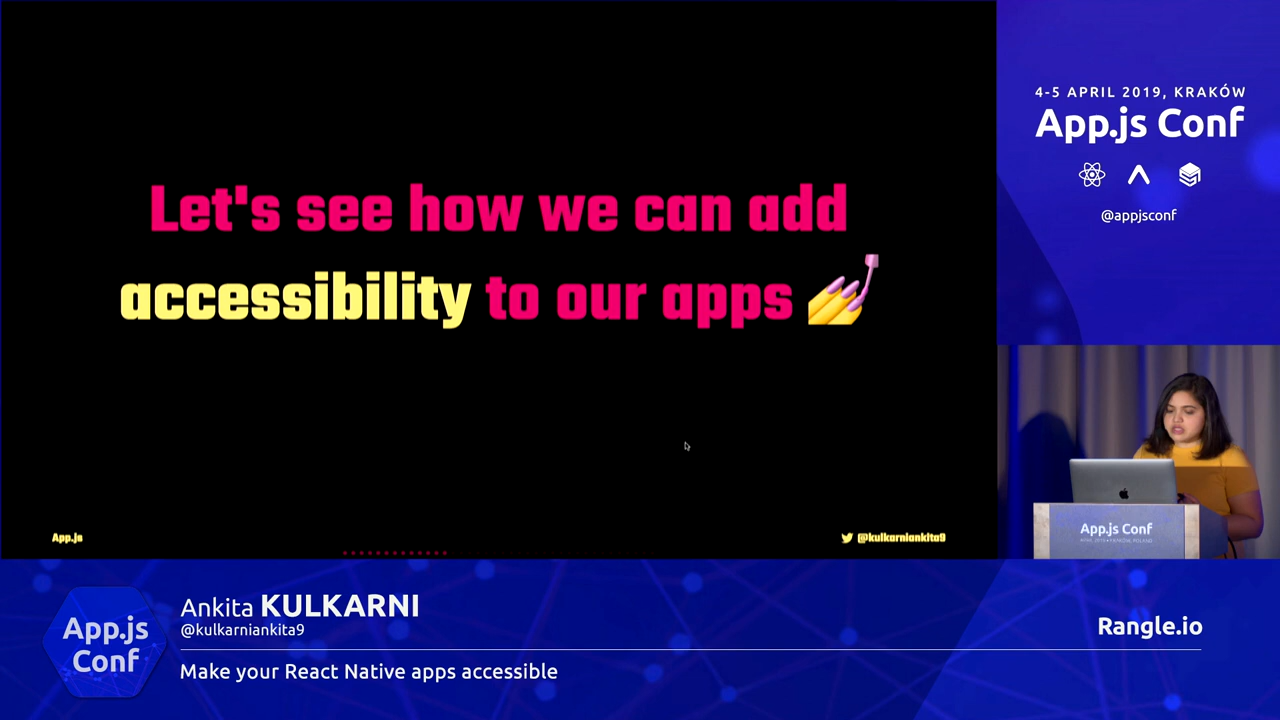 Let's see how we can add
accessibility to our apps
App.js
@kulkarniankita9
4-5 APRIL 2019, KRAKÓW
App.js Conf
@appjsconf
App.js Conf
App.js
Conf
Ankita KULKARNI
@kulkarniankita9
Make your React Native apps accessible
Rangle.io